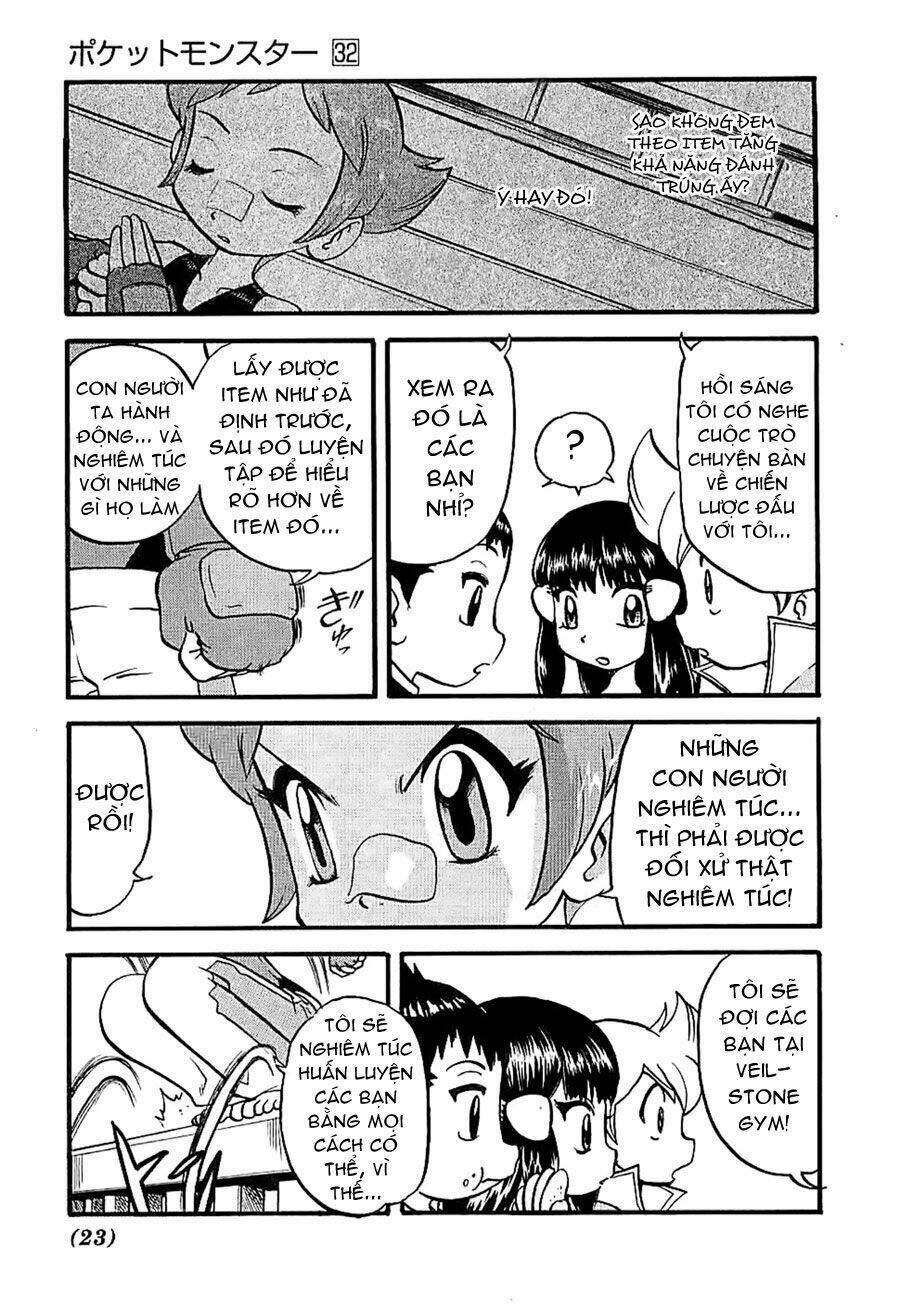 ポケットモンスター 32
SAO KHÔNG ĐEM
THEO ITEM TĂNG
KHẢ NĂNG ĐÁNH
TRÚNG ẤY?
Ý HAY ĐÓ!
HỒI SÁNG
TÔI CÓ NGHE
CUỘC TRÒ
CHUYỆN BÀN
VỀ CHIẾN
LƯỢC ĐẤU
VỚI TÔI...
?
XEM RA
ĐÓ LÀ
CÁC
BẠN
NHỈ?
LẤY ĐƯỢC
ITEM NHƯ ĐÃ
ĐỊNH TRƯỚC,
SAU ĐÓ LUYỆN
TẬP ĐỂ HIỂU
RÕ HƠN VỀ
ITEM ĐÓ...
CON NGƯỜI
TA HÀNH
ĐỘNG... VÀ
NGHIÊM TÚC
VỚI NHỮNG
GÌ HỌ LÀM
きゅ
NHỮNG
CON NGƯỜI
NGHIÊM TÚC...
THÌ PHẢI ĐƯỢC
ĐỐI XỬ THẬT
NGHIÊM TÚC!
ĐƯỢC
RỒI!
TÔI SẼ
ĐỢI CÁC
BẠN TẠI
VEIL-
STONE
GYM!
TÔI SẼ
NGHIÊM TÚC
HUẤN LUYỆN
CÁC BẠN
BẰNG MỌI
CÁCH CÓ
THỂ, VÌ
THẾ...
(23)